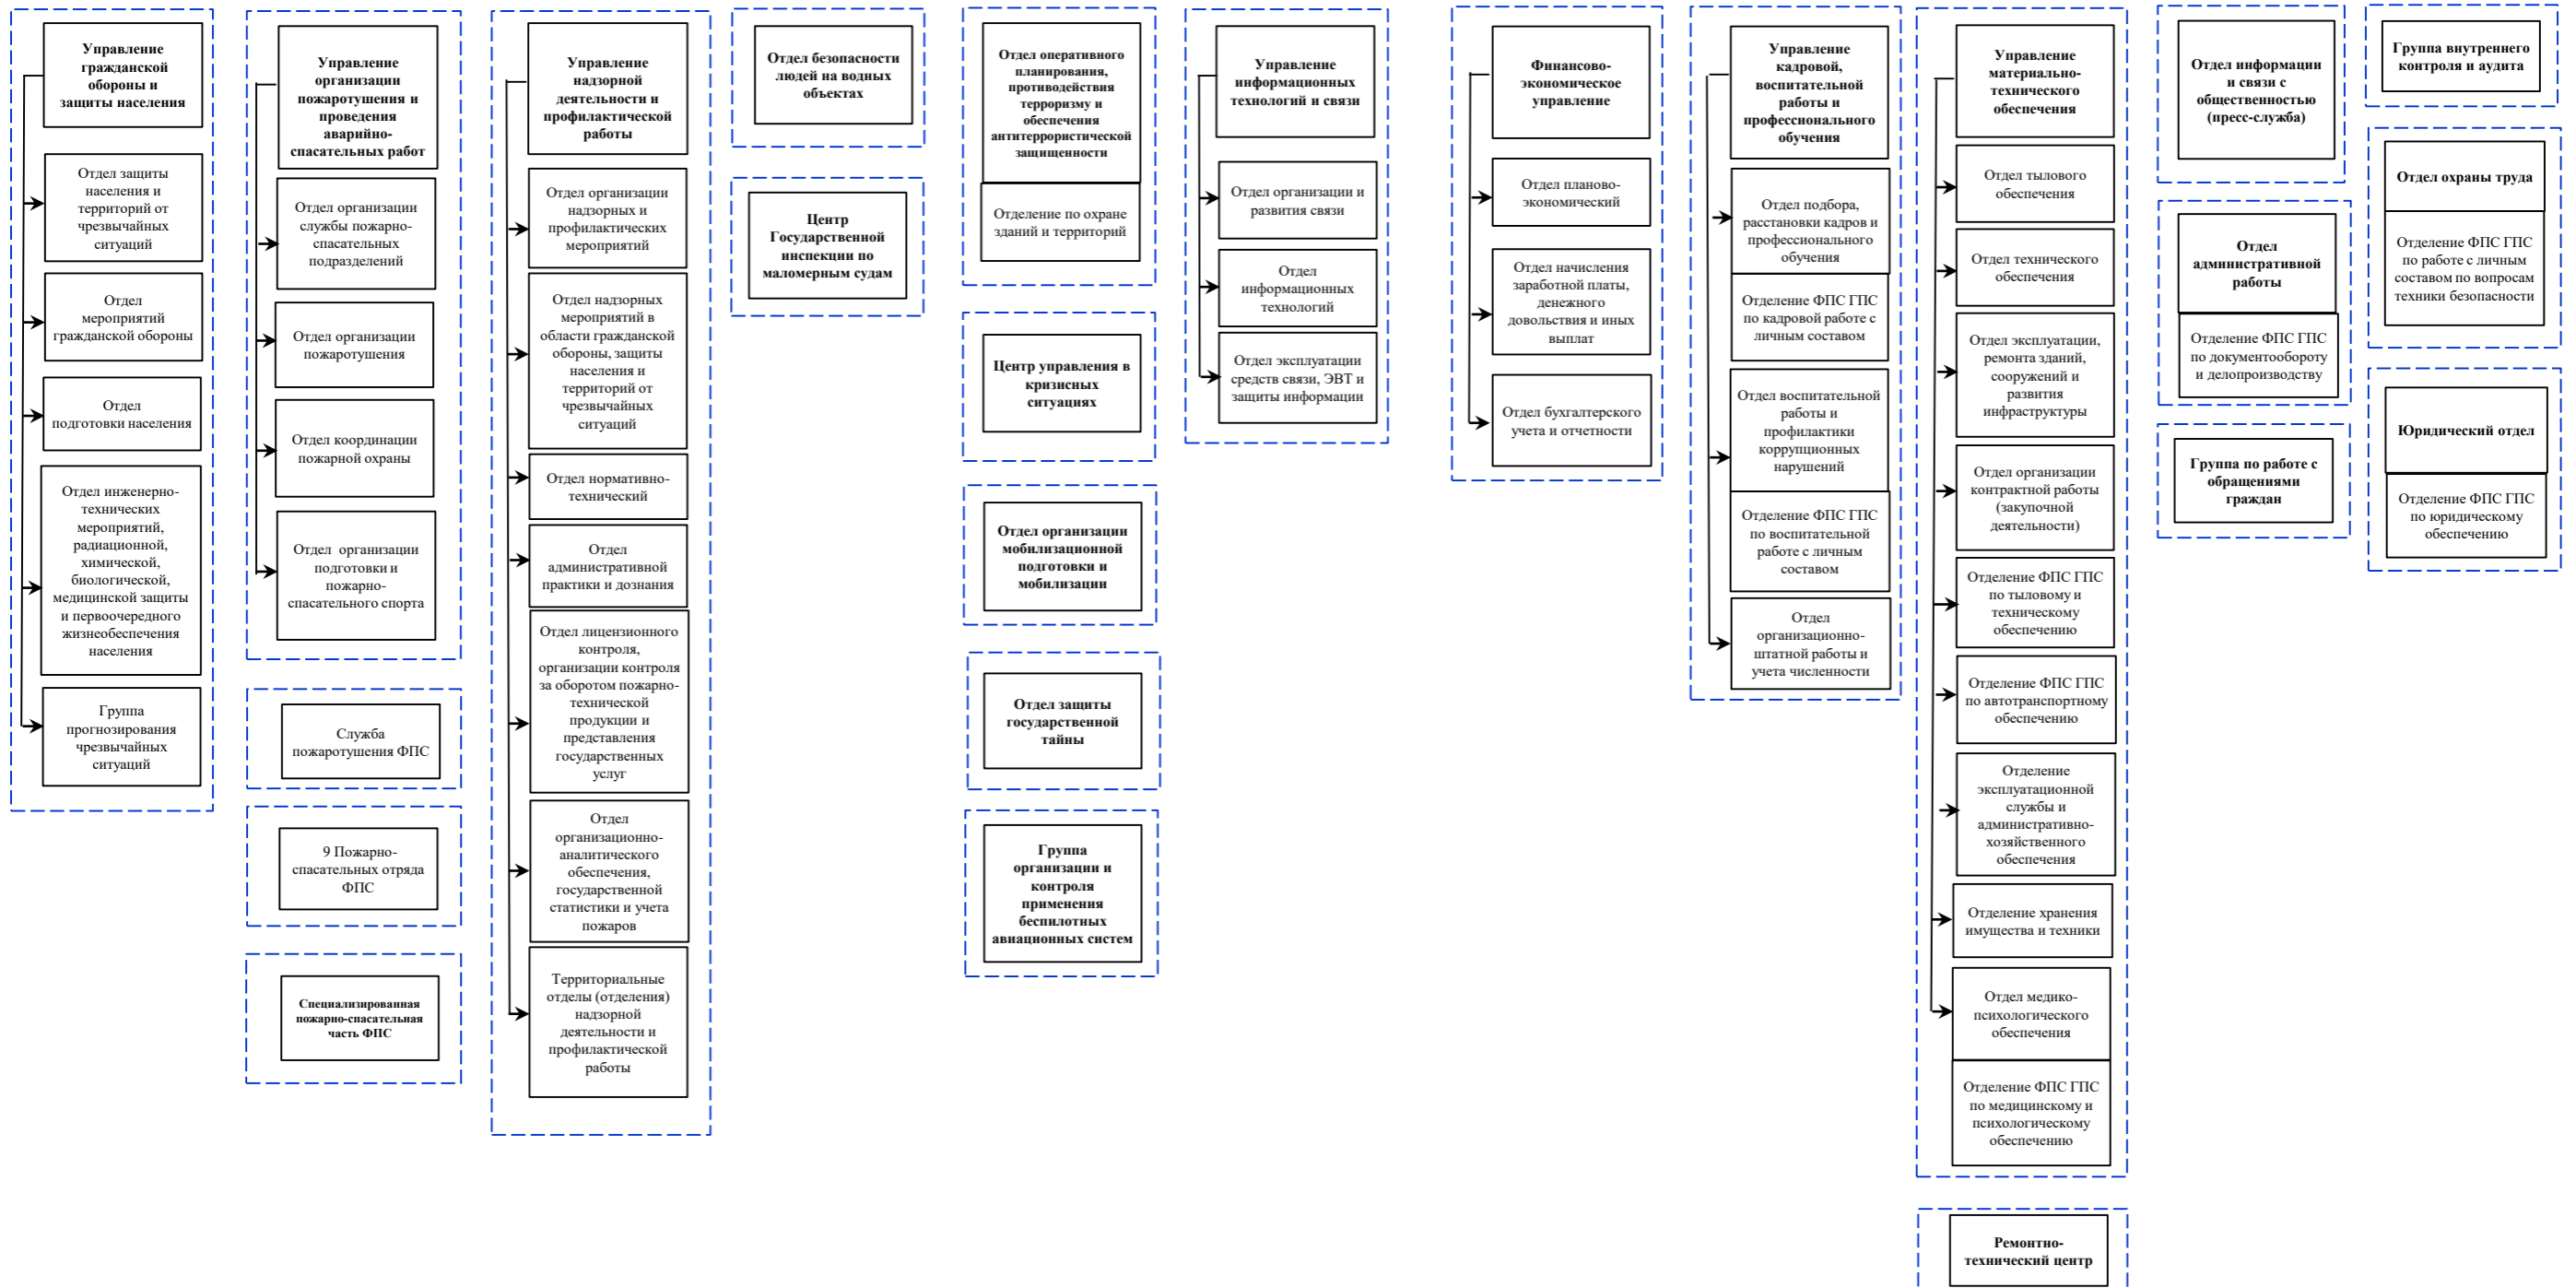 Управление
гражданской
обороны и
защиты населения
Отдел защиты
населения и
территорий от
чрезвычайных
ситуаций
Отдел
мероприятий
гражданской обороны
Отдел
подготовки населения
Отдел инженерно-
технических
мероприятий,
радиационной,
химической,
биологической,
медицинской защиты
и первоочередного
жизнеобеспечения
населения
Группа
прогнозирования
чрезвычайных
ситуаций
Управление
организации
пожаротушения и
проведения
аварийно-
спасательных работ
Отдел организации
службы пожарно-
спасательных
подразделений
Отдел организации
пожаротушения
Отдел координации
пожарной охраны
Отдел организации
подготовки и
пожарно-
спасательного спорта
Служба
пожаротушения ФПС
9 Пожарно-
спасательных отряда
ФПС
Специализированная
пожарно-спасательная
часть ФПС
Управление
надзорной
деятельности и
профилактической
работы
Отдел организации
надзорных и
профилактических
мероприятий
Отдел надзорных
мероприятий в
области гражданской
обороны, защиты
населения и
территорий от
чрезвычайных
ситуаций
Отдел нормативно-
технический
Отдел
административной
практики и дознания
Отдел лицензионного
контроля,
организации контроля
за оборотом пожарно-
технической
продукции и
представления
государственных
услуг
Отдел
организационно-
аналитического
обеспечения,
государственной
статистики и учета
пожаров
Территориальные
отделы (отделения)
надзорной
деятельности и
профилактической
работы
Отдел безопасности
людей на водных
объектах
Центр
Государственной
инспекции по
маломерным судам
Отдел оперативного
планирования,
противодействия
терроризму и
обеспечения
антитеррористической
защищенности
Отделение по охране
зданий и территорий
Центр управления в
кризисных
ситуациях
Отдел организации
мобилизационной
подготовки и
мобилизации
Отдел защиты
государственной
тайны
Группа
организации и
контроля
применения
беспилотных
авиационных систем
Управление
информационных
технологий и связи
Отдел организации и
развития связи
Отдел
информационных
технологий
Отдел эксплуатации
средств связи, ЭВТ и
защиты информации
Финансово-
экономическое
управление
Отдел планово-
экономический
Отдел начисления
заработной платы,
денежного
довольствия и иных
выплат
Отдел бухгалтерского
учета и отчетности
Управление
кадровой,
воспитательной
работы и
профессионального
обучения
Отдел подбора,
расстановки кадров и
профессионального
обучения
Отделение ФПС ГПС
по кадровой работе с
личным составом
Отдел воспитательной
работы и
профилактики
коррупционных
нарушений
Отделение ФПС ГПС
по воспитательной
работе с личным
составом
Отдел
организационно-
штатной работы и
учета численности
Управление
материально-
технического
обеспечения
Отдел тылового
обеспечения
Отдел технического
обеспечения
Отдел эксплуатации,
ремонта зданий,
сооружений и
развития
инфраструктуры
Отдел организации
контрактной работы
(закупочной
деятельности)
Отделение ФПС ГПС
по тыловому и
техническому
обеспечению
Отделение ФПС ГПС
по автотранспортному
обеспечению
Отделение
эксплуатационной
службы и
административно-
хозяйственного
обеспечения
Отделение хранения
имущества и техники
Отдел медико-
психологического
обеспечения
Отделение ФПС ГПС
по медицинскому и
психологическому
обеспечению
Ремонтно-
технический центр
Отдел информации
и связи с
общественностью
(пресс-служба)
Отдел
административной
работы
Отделение ФПС ГПС
по документообороту
и делопроизводству
Группа по работе с
обращениями
граждан
Группа внутреннего
контроля и аудита
Отдел охраны труда
Отделение ФПС ГПС
по работе с личным
составом по вопросам
техники безопасности
Юридический отдел
Отделение ФПС ГПС
по юридическому
обеспечению